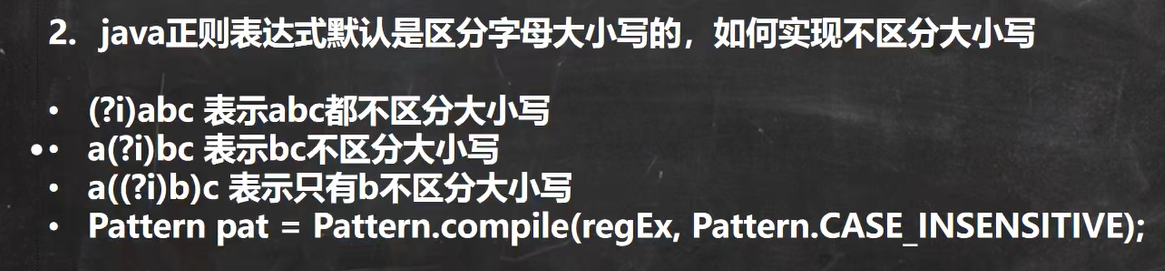 2. java正则表达式默认是区分字母大小写的，如何实现不区分大小写
• (?i)abc 表示abc都不区分大小写
• a(?i)bc 表示bc不区分大小写
• a((?i)b)c 表示只有b不区分大小写
• Pattern pat = Pattern.compile(regEx, Pattern.CASE_INSENSITIVE);